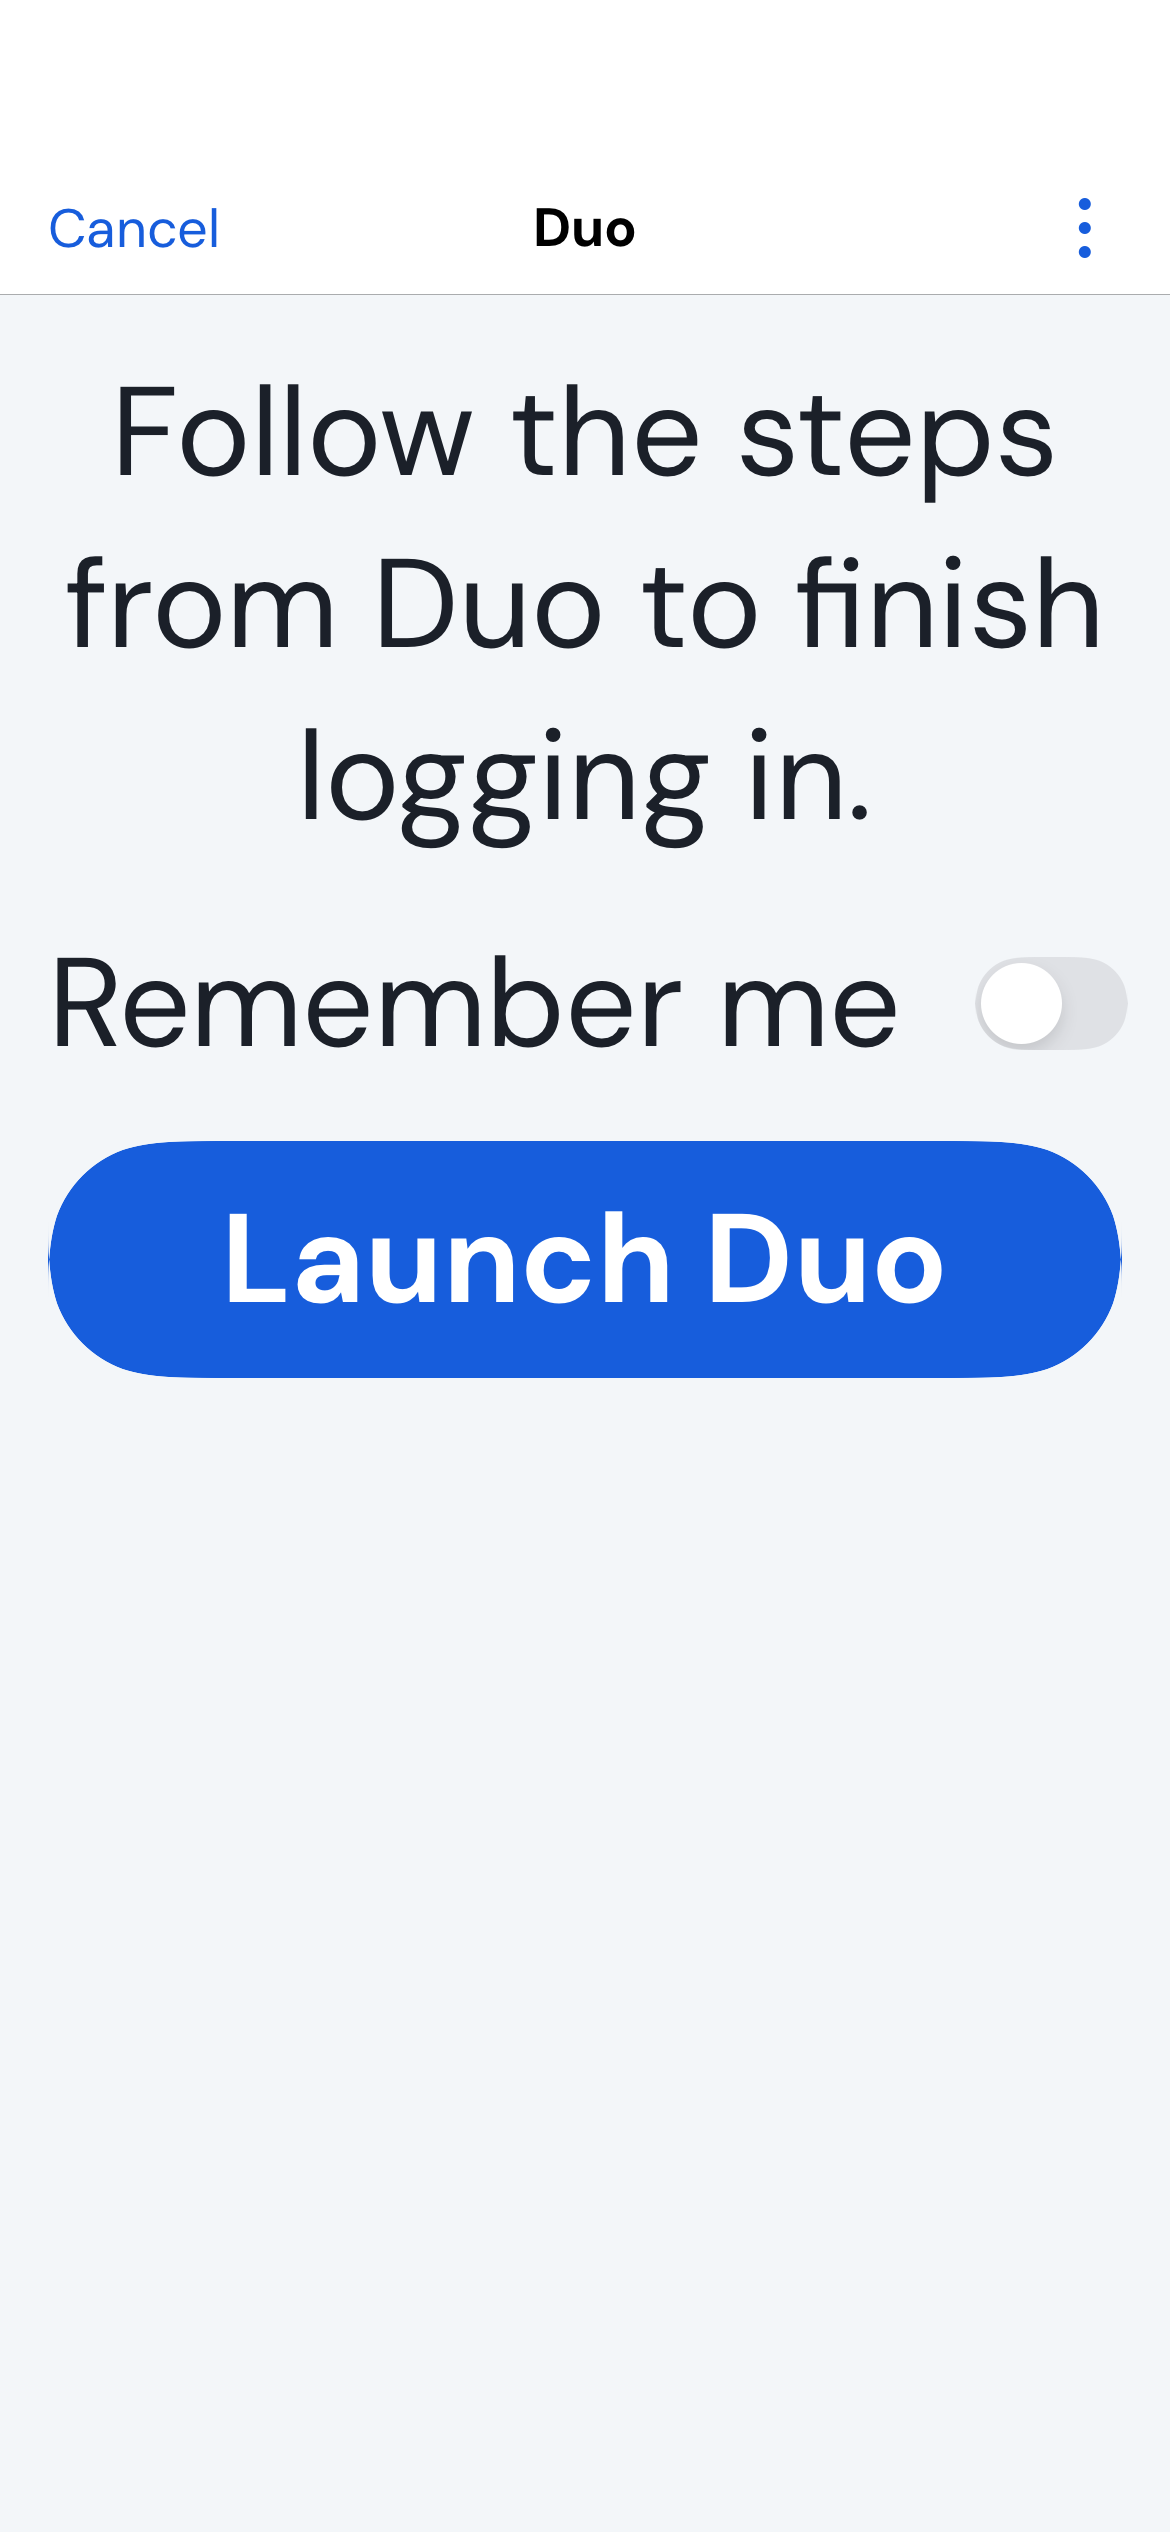 Cancel
Duo
Follow the steps
from Duo to finish
logging in.
Remember me
Launch Duo